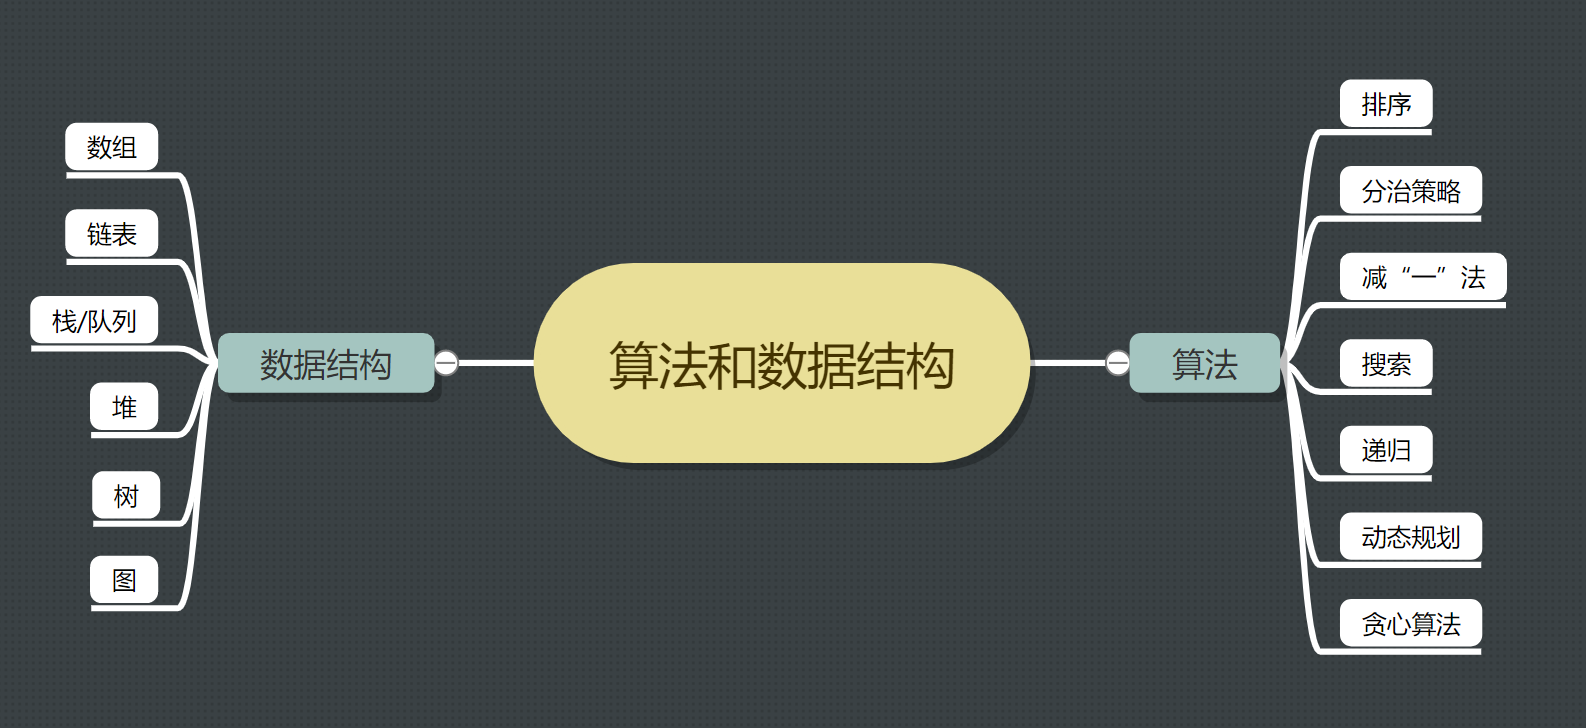 算法和数据结构
数据结构
数组
链表
栈/队列
堆
树
图
算法
排序
分治策略
减“一”法
搜索
递归
动态规划
贪心算法